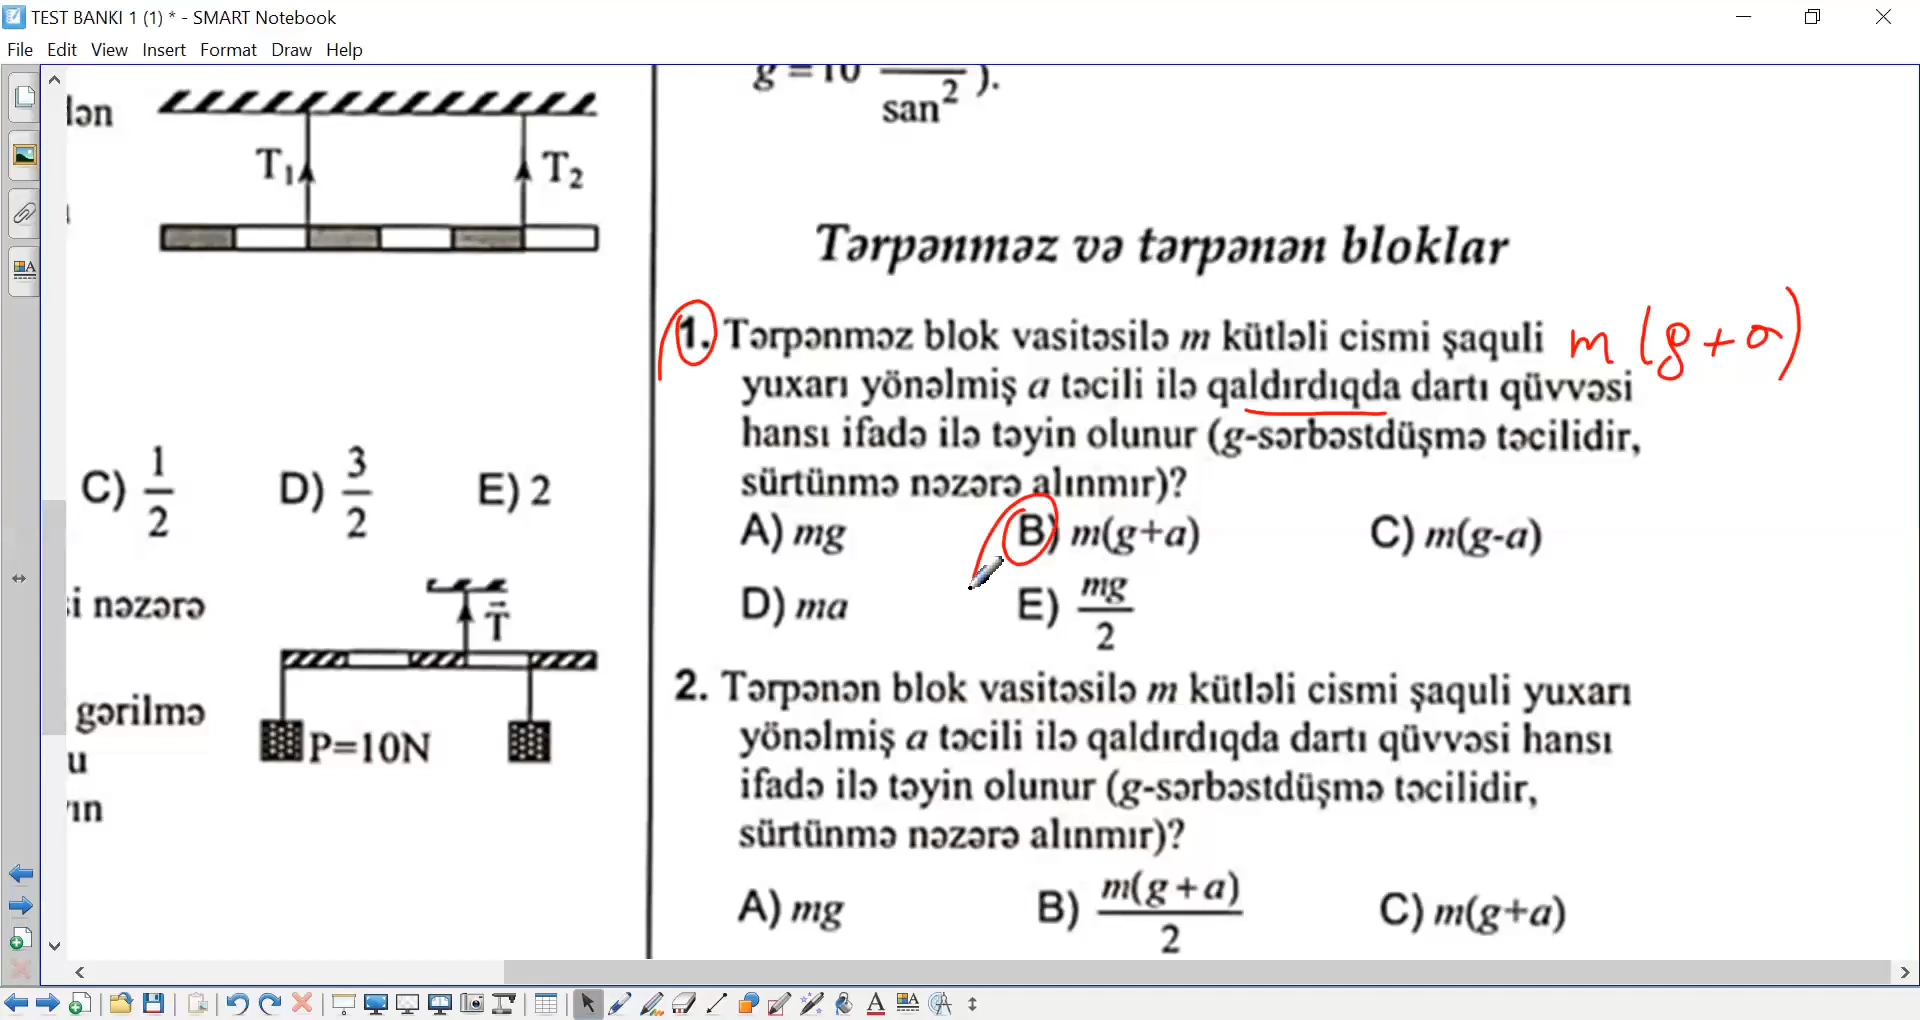 TEST BANKI 1 (1) * - SMART Notebook
File Edit View Insert Format Draw Help
lən
T₁ T₂
C) 1/2 D) 3/2 E) 2
i nəzərə
T
gərilmə
u
P=10N
ın
g = 10 /san² ).
Tərpənməz və tərpənən bloklar
1. Tərpənməz blok vasitəsilə m kütləli cismi şaquli
m(g+a)
yuxarı yönəlmiş a təcili ilə qaldırdıqda dartı qüvvəsi
hansı ifadə ilə təyin olunur (g-sərbəstdüşmə təcilidir,
sürtünmə nəzərə alınmır)?
A) mg B) m(g+a) C) m(g-a)
D) ma E) mg/2
2. Tərpənən blok vasitəsilə m kütləli cismi şaquli yuxarı
yönəlmiş a təcili ilə qaldırdıqda dartı qüvvəsi hansı
ifadə ilə təyin olunur (g-sərbəstdüşmə təcilidir,
sürtünmə nəzərə alınmır)?
A) mg B) m(g+a)/2 C) m(g+a)